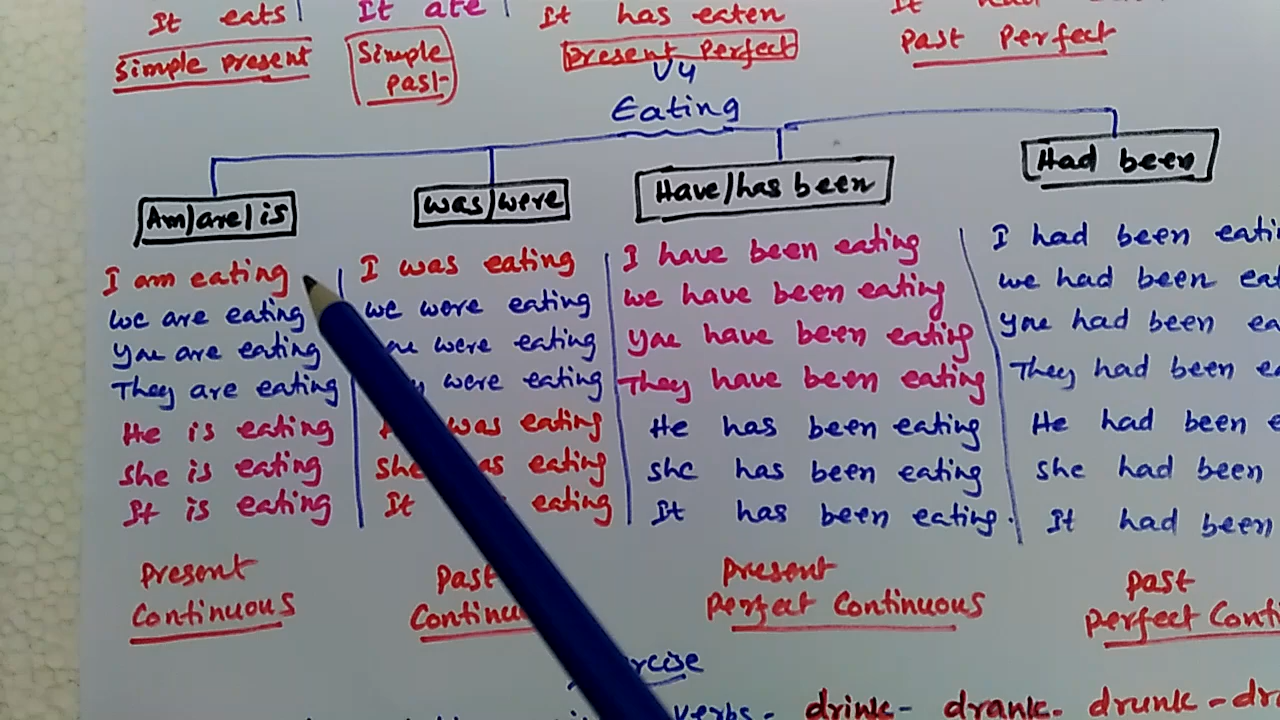 It eats
It ate
It has eaten
It had
Simple present
Simple past
Present Perfect
Past Perfect
V4
Eating
Am/are/is
was/were
Have/has been
Had been
I am eating
we are eating
you are eating
They are eating
He is eating
she is eating
It is eating
Present
Continuous
I was eating
we were eating
were eating
were eating
was eating
she eating
It eating
Past
I have been eating
we have been eating
you have been eating
They have been eating
He has been eating
she has been eating
It has been eating.
Present
Perfect Continuous
I had been
we had been
you had been
They had been
He had been
she had been
It had been
Past
Perfect
verbs - drink - drank - drunk -